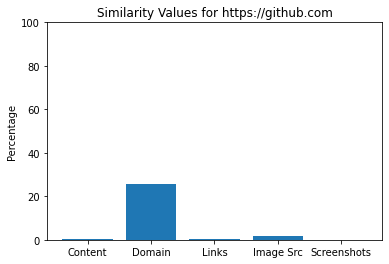 Similarity Values for https://github.com
100
80
60
40
20
0
Percentage
Content Domain Links Image Src Screenshots